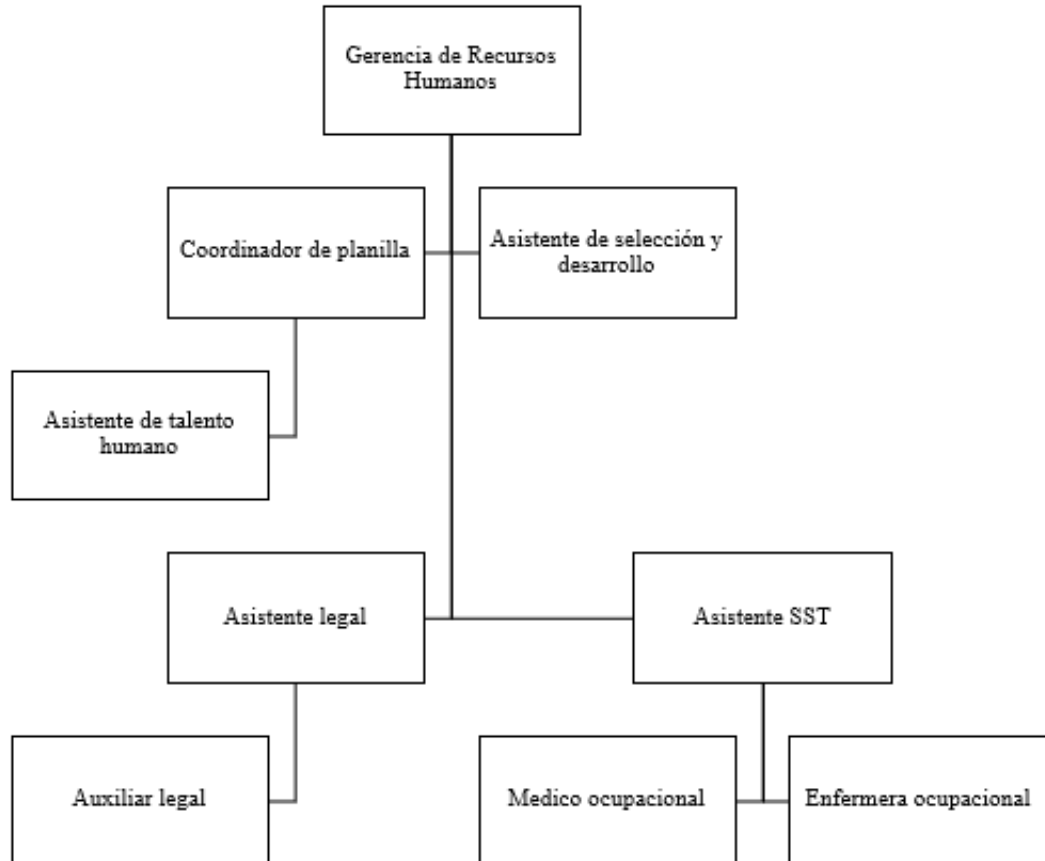 Gerencia de Recursos
Humanos
Coordinador de planilla
Asistente de selección y
desarrollo
Asistente de talento
humano
Asistente legal
Asistente SST
Auxiliar legal
Medico ocupacional
Enfermera ocupacional